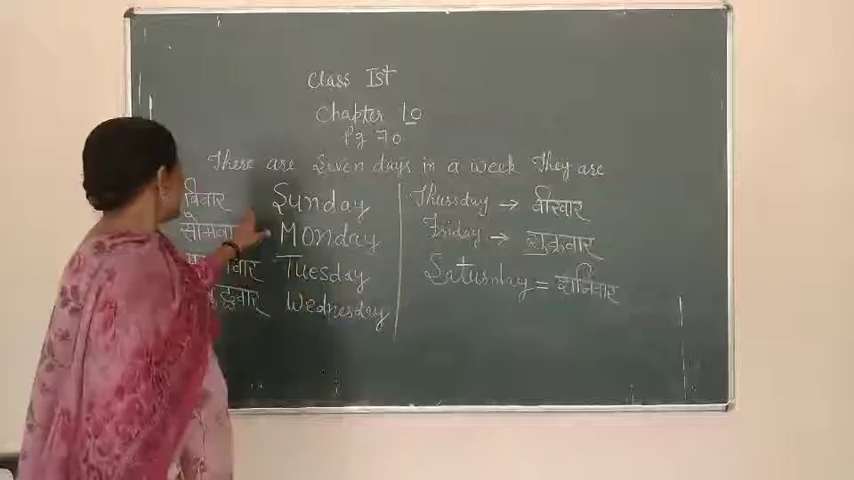 Class Ist
Chapter 10
Pg 70
These are Seven days in a week They are
Sunday
Monday
Tuesday
Wednesday
Thursday → वीरवार
Friday → शुक्रवार
Saturday = शनिवार